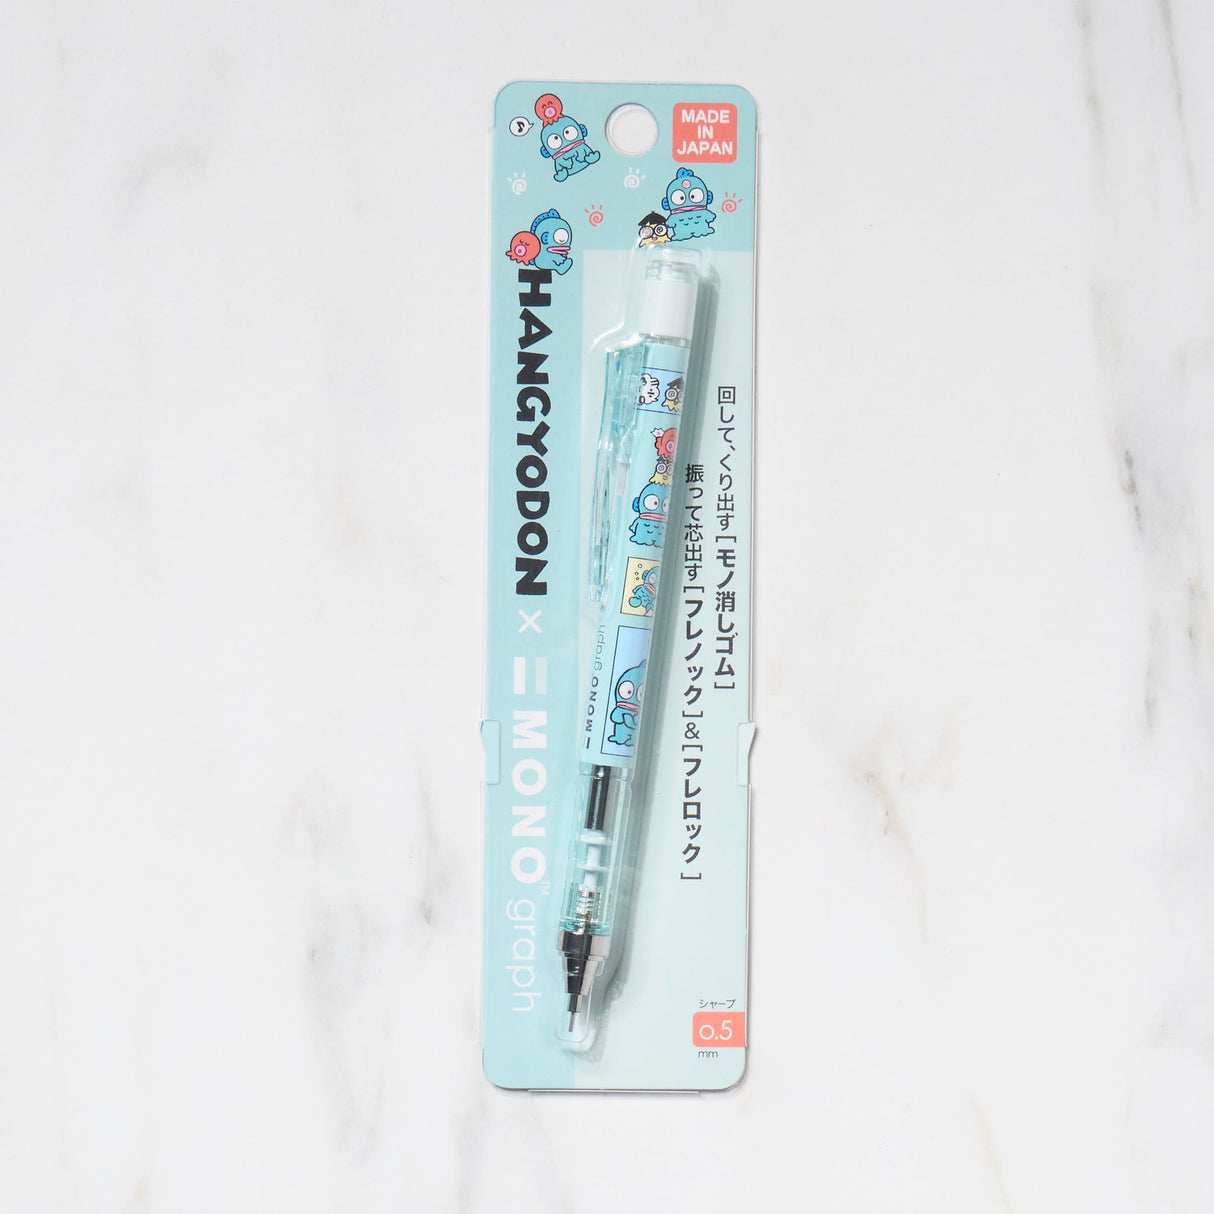 MADE
IN
JAPAN
HANGYODON × MONO™ graph
回して、くり出す[モノ消しゴム]
振って芯出す[フレノック]&[フレロック]
MONO graph
シャープ
0.5
mm